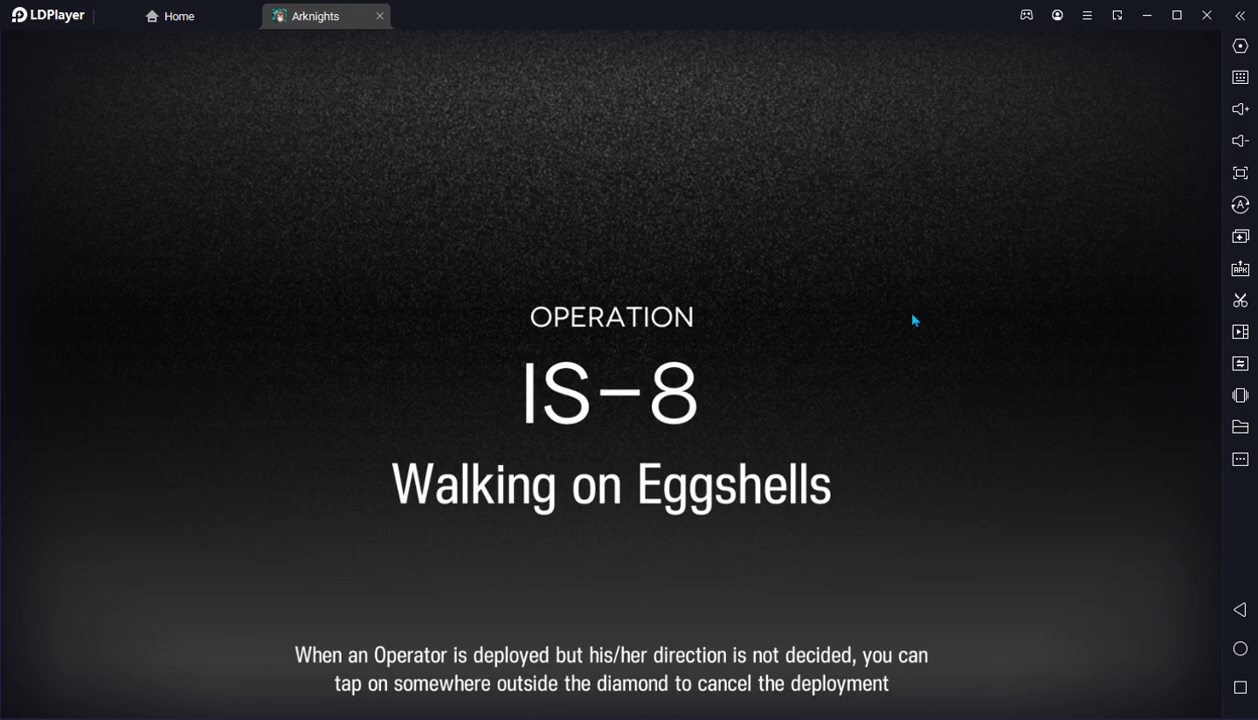 LDPlayer
Home
Arknights
APK
OPERATION
IS-8
Walking on Eggshells
When an Operator is deployed but his/her direction is not decided, you can
tap on somewhere outside the diamond to cancel the deployment